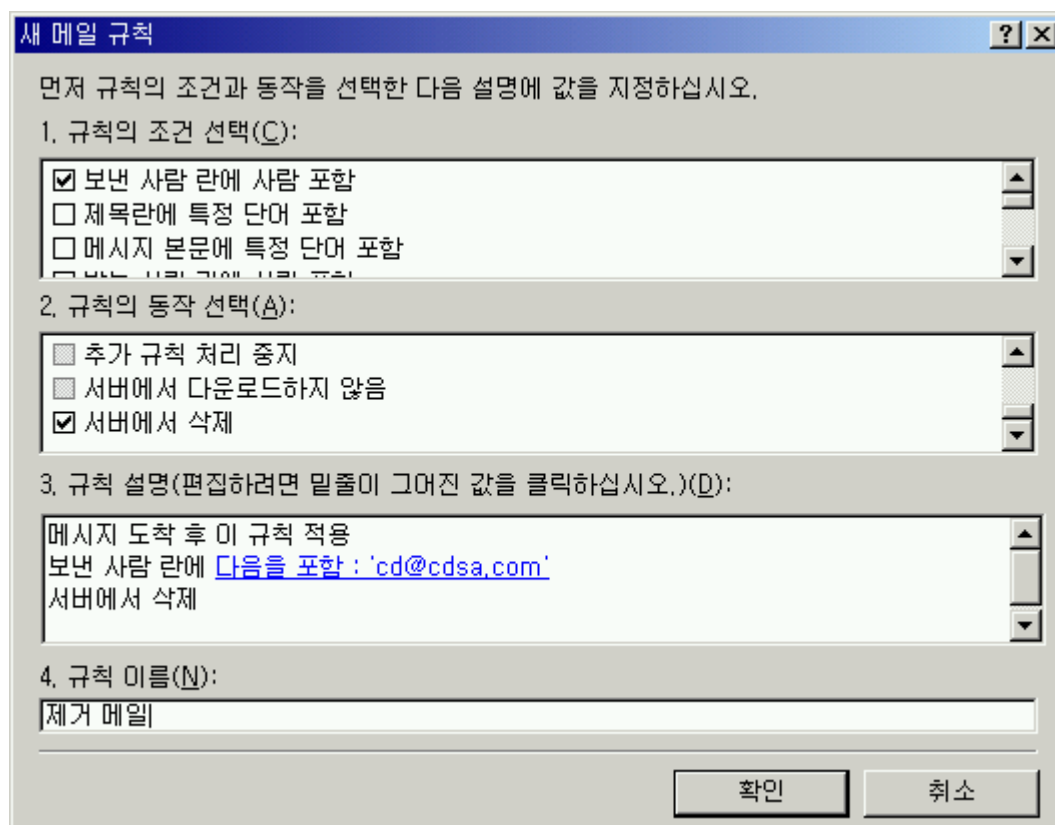 새 메일 규칙
먼저 규칙의 조건과 동작을 선택한 다음 설명에 값을 지정하십시오.
1. 규칙의 조건 선택(C):
보낸 사람 란에 사람 포함
제목란에 특정 단어 포함
메시지 본문에 특정 단어 포함
2. 규칙의 동작 선택(A):
추가 규칙 처리 중지
서버에서 다운로드하지 않음
서버에서 삭제
3. 규칙 설명(편집하려면 밑줄이 그어진 값을 클릭하십시오.)(D):
메시지 도착 후 이 규칙 적용
보낸 사람 란에 다음을 포함 : 'cd@cdsa.com'
서버에서 삭제
4. 규칙 이름(N):
제거 메일
확인 취소